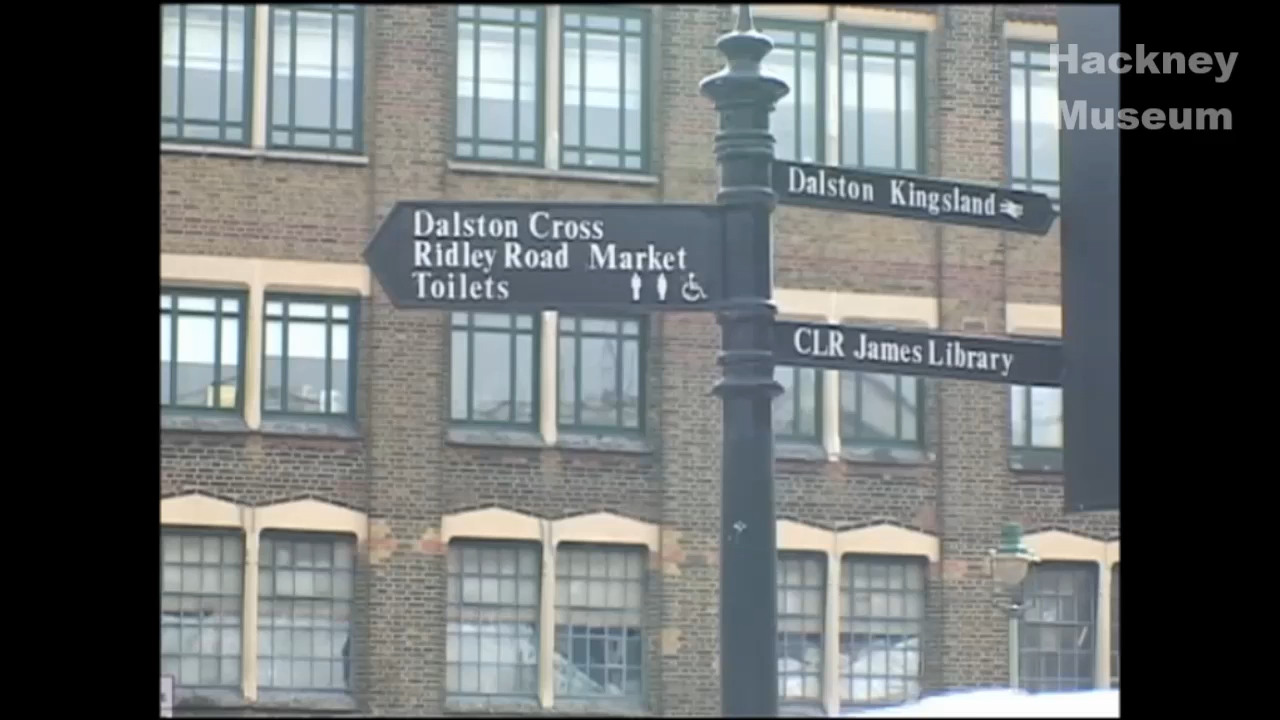 Hackney
Museum
Dalston Kingsland
Dalston Cross
Ridley Road Market
Toilets
CLR James Library